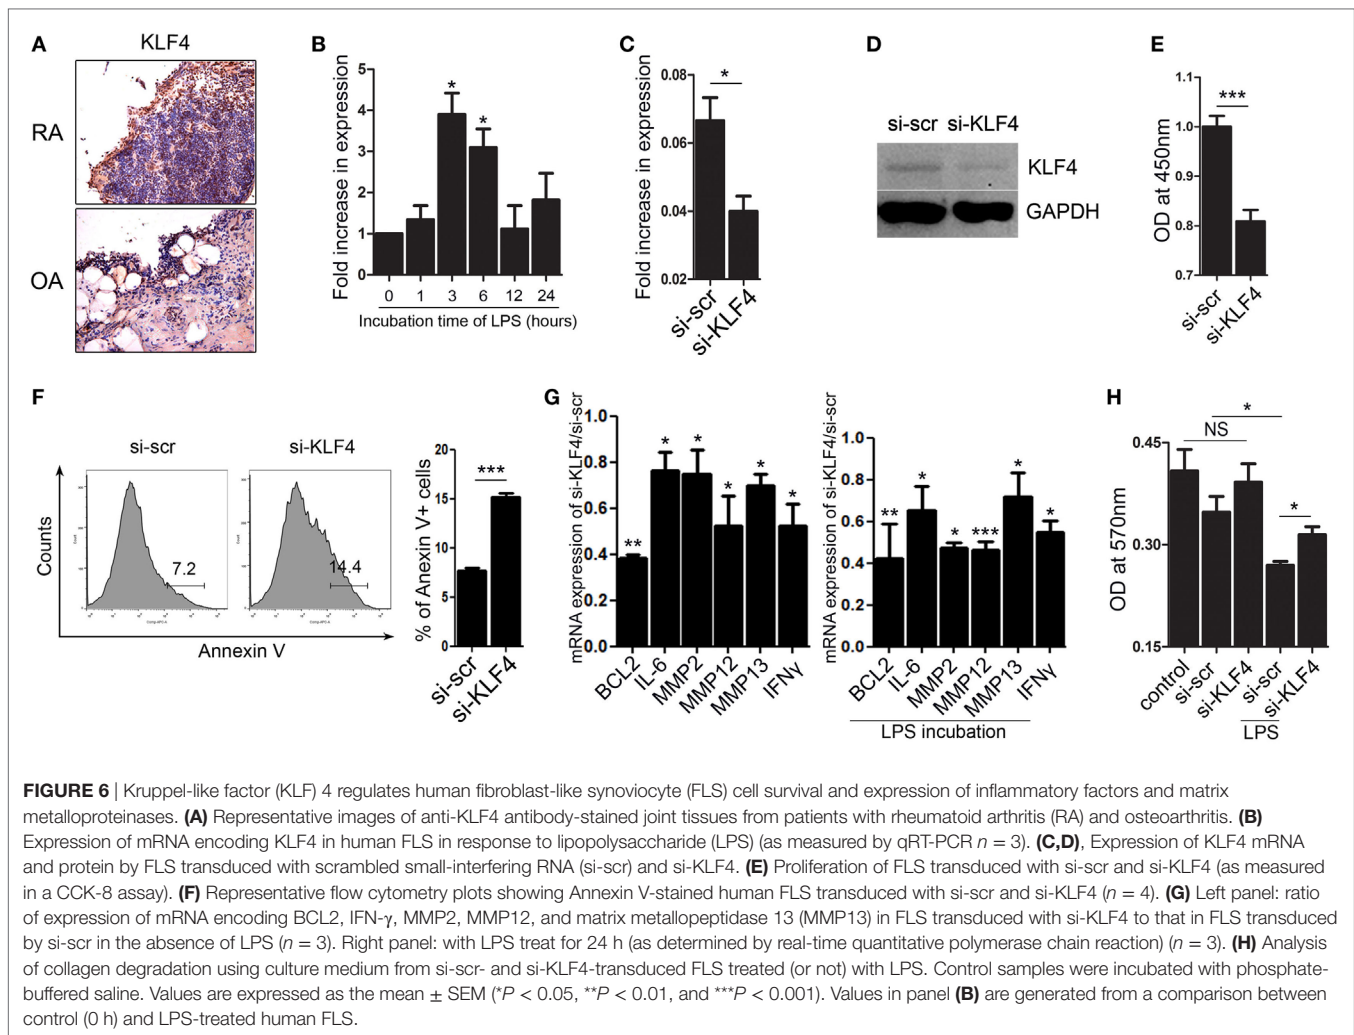 A
KLF4
RA
OA
B
Fold increase in expression
5
4
3
2
1
0
*
*
0 1 3 6 12 24
Incubation time of LPS (hours)
C
Fold increase in expression
0.08
0.06
0.04
0.02
*
si-scr
si-KLF4
D
si-scr si-KLF4
KLF4
GAPDH
E
OD at 450nm
1.1
1.0
0.9
0.8
0.7
***
si-scr
si-KLF4
F
si-scr
si-KLF4
Counts
7.2
14.4
Annexin V
% of Anexin V+ cells
20
15
10
5
0
***
si-scr
si-KLF4
G
mRNA expression of si-KLF4/si-scr
1.0
0.8
0.6
0.4
0.2
0.0
** * * * * *
BCL2
IL-6
MMP2
MMP12
MMP13
IFNγ
mRNA expression of si-KLF4/si-scr
1.0
0.8
0.6
0.4
0.2
0.0
** * * *** * *
BCL2
IL-6
MMP2
MMP12
MMP13
IFNγ
LPS incubation
H
OD at 570nm
0.45
0.30
0.15
*
NS
*
control
si-scr
si-KLF4
si-scr
si-KLF4
LPS
FIGURE 6 | Kruppel-like factor (KLF) 4 regulates human fibroblast-like synoviocyte (FLS) cell survival and expression of inflammatory factors and matrix
metalloproteinases. (A) Representative images of anti-KLF4 antibody-stained joint tissues from patients with rheumatoid arthritis (RA) and osteoarthritis. (B)
Expression of mRNA encoding KLF4 in human FLS in response to lipopolysaccharide (LPS) (as measured by qRT-PCR n = 3). (C,D), Expression of KLF4 mRNA
and protein by FLS transduced with scrambled small-interfering RNA (si-scr) and si-KLF4. (E) Proliferation of FLS transduced with si-scr and si-KLF4 (as measured
in a CCK-8 assay). (F) Representative flow cytometry plots showing Annexin V-stained human FLS transduced with si-scr and si-KLF4 (n = 4). (G) Left panel: ratio
of expression of mRNA encoding BCL2, IFN-γ, MMP2, MMP12, and matrix metallopeptidase 13 (MMP13) in FLS transduced with si-KLF4 to that in FLS transduced
by si-scr in the absence of LPS (n = 3). Right panel: with LPS treat for 24 h (as determined by real-time quantitative polymerase chain reaction) (n = 3). (H) Analysis
of collagen degradation using culture medium from si-scr- and si-KLF4-transduced FLS treated (or not) with LPS. Control samples were incubated with phosphate-
buffered saline. Values are expressed as the mean ± SEM (*P < 0.05, **P < 0.01, and ***P < 0.001). Values in panel (B) are generated from a comparison between
control (0 h) and LPS-treated human FLS.